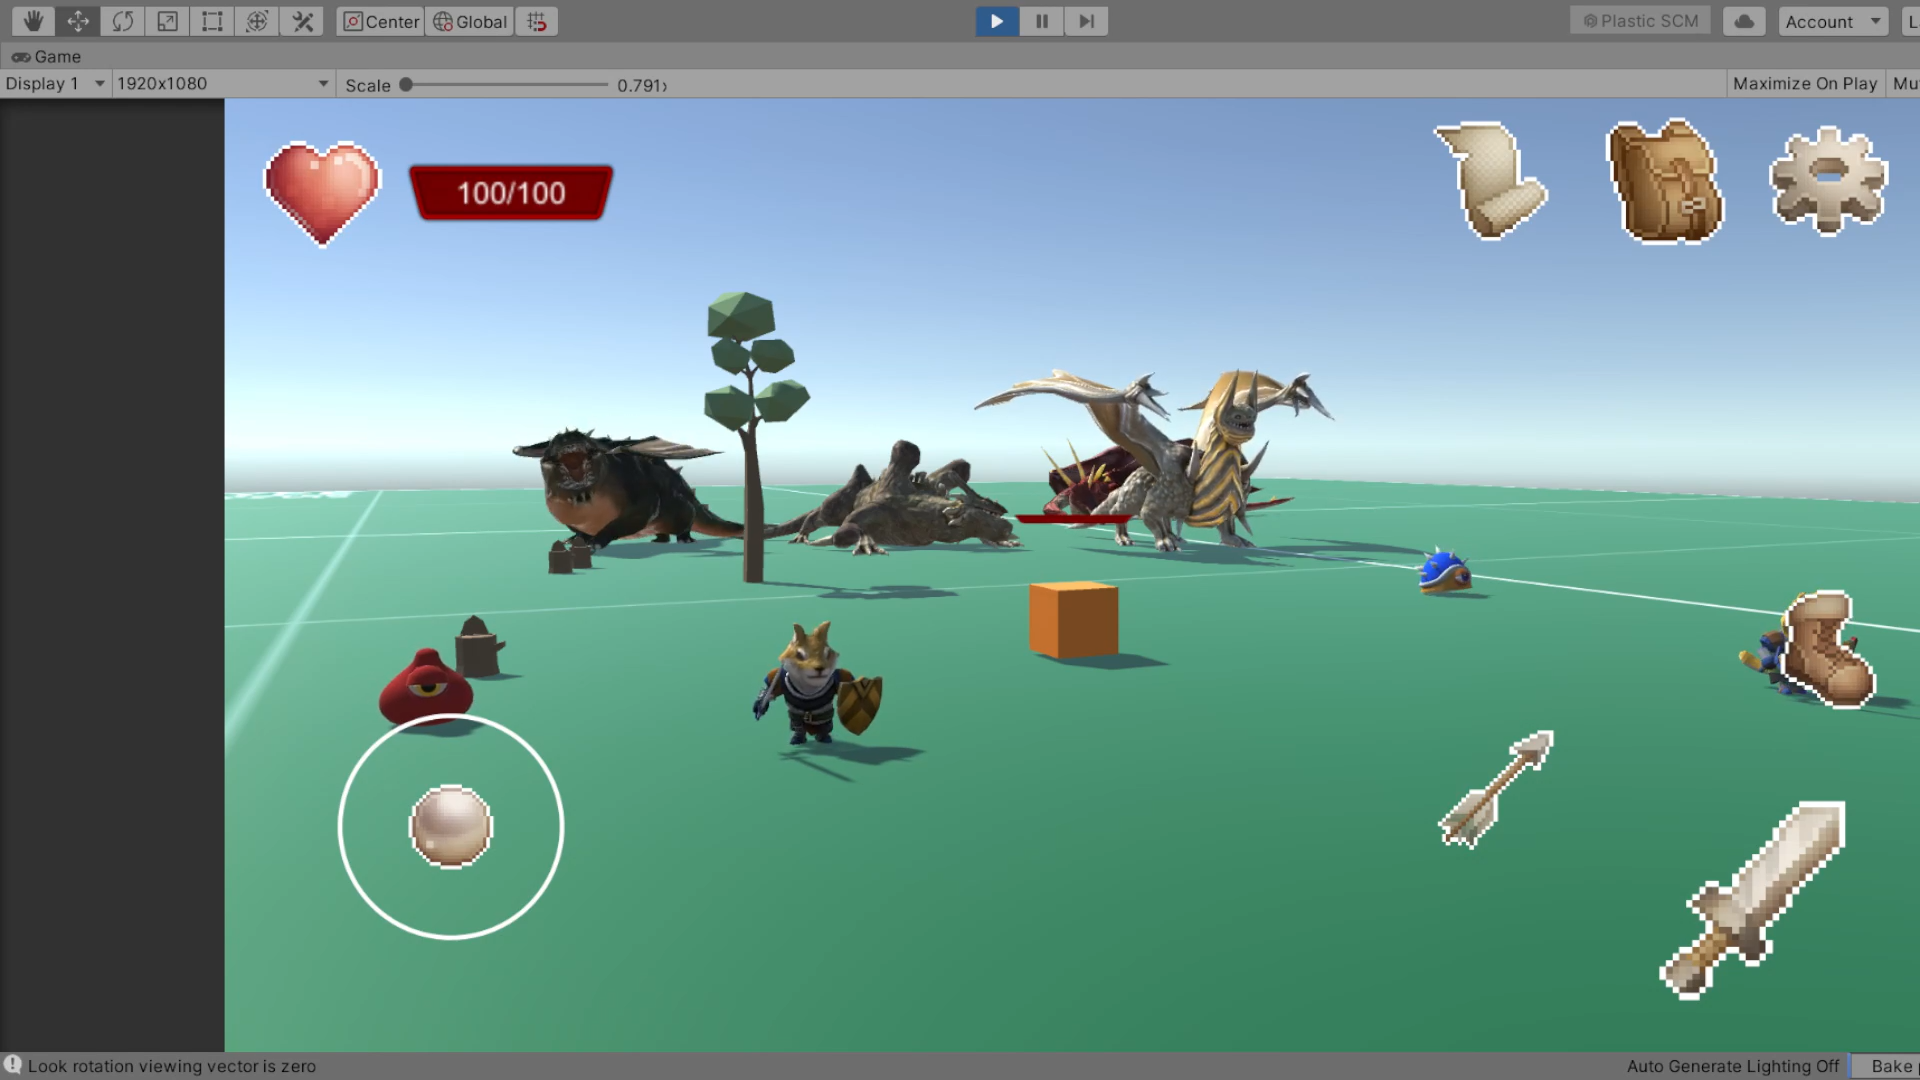 Center Global Plastic SCM Account
Game
Display 1 1920x1080 Scale 0.791x Maximize On Play
100/100
Look rotation viewing vector is zero Auto Generate Lighting Off Bake